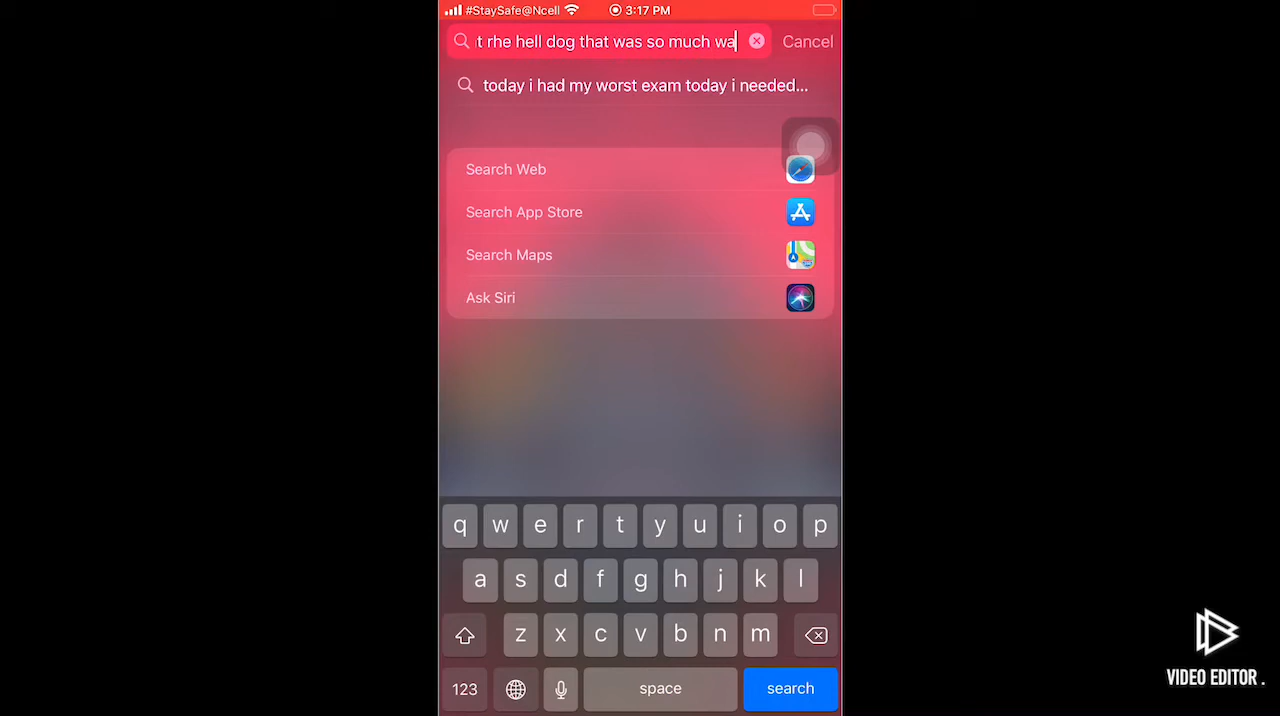 #StaySafe@Ncell 3:17 PM
t rhe hell dog that was so much wa Cancel
today i had my worst exam today i needed...
Search Web
Search App Store
Search Maps
Ask Siri
q w e r t y u i o p
a s d f g h j k l
z x c v b n m
123 space search
VIDEO EDITOR .